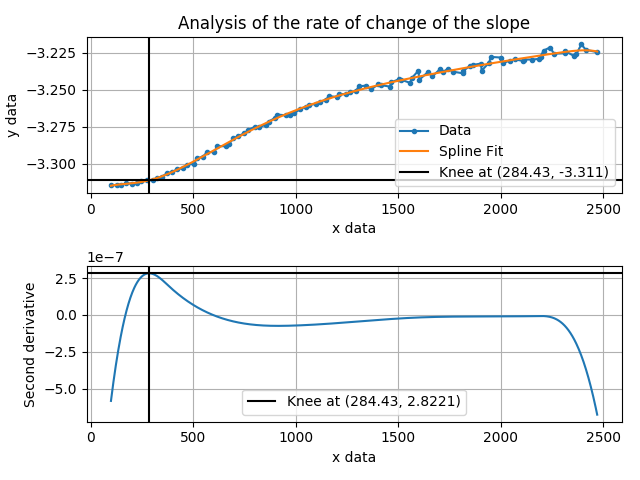 Analysis of the rate of change of the slope
y data
−3.225
−3.250
−3.275
−3.300
Data
Spline Fit
Knee at (284.43, -3.311)
0
500
1000
1500
2000
2500
x data
1e−7
Second derivative
2.5
0.0
−2.5
−5.0
Knee at (284.43, 2.8221)
0
500
1000
1500
2000
2500
x data